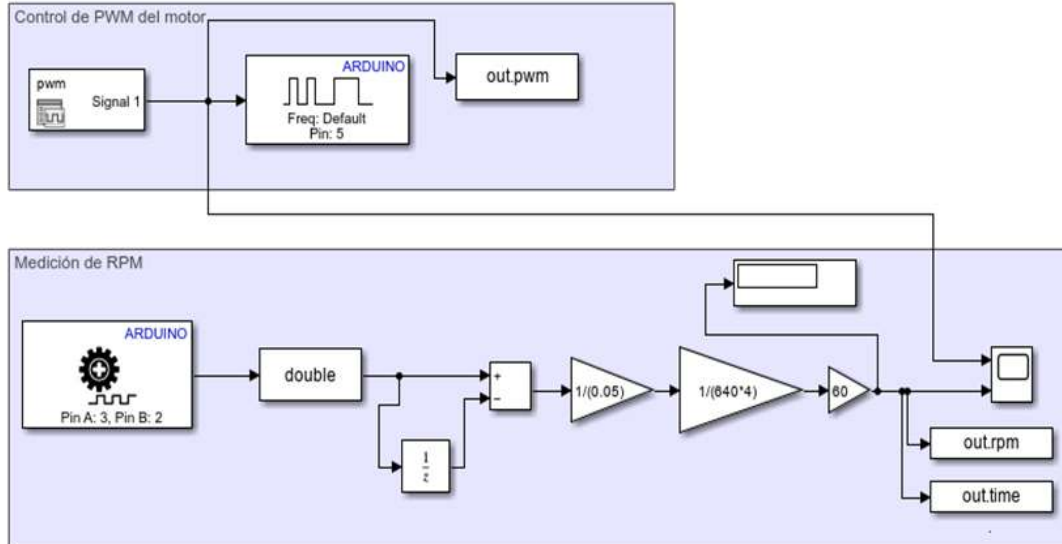 Control de PWM del motor
pwm
Signal 1
ARDUINO
Freq: Default
Pin: 5
out.pwm
Medición de RPM
ARDUINO
Pin A: 3, Pin B: 2
double
1
z
+
−
1/(0.05)
1/(640*4)
60
out.rpm
out.time